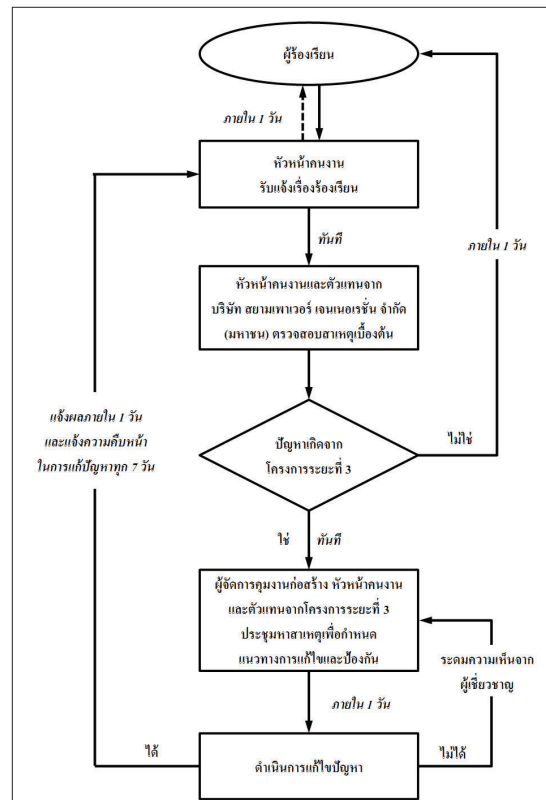 ผู้ร้องเรียน
ภายใน 1 วัน
หัวหน้าคนงาน
รับแจ้งเรื่องร้องเรียน
ทันที
ภายใน 1 วัน
หัวหน้าคนงานและตัวแทนจาก
บริษัท สยามเพาเวอร์ เจนเนอเรชั่น จำกัด
(มหาชน) ตรวจสอบสาเหตุเบื้องต้น
แจ้งผลภายใน 1 วัน
และแจ้งความคืบหน้า
ในการแก้ปัญหาทุก 7 วัน
ปัญหาเกิดจาก
โครงการระยะที่ 3
ไม่ใช่
ใช่ ทันที
ผู้จัดการคุมงานก่อสร้าง หัวหน้าคนงาน
และตัวแทนจากโครงการระยะที่ 3
ประชุมหาสาเหตุเพื่อกำหนด
แนวทางการแก้ไขและป้องกัน
ระดมความเห็นจาก
ผู้เชี่ยวชาญ
ภายใน 1 วัน
ได้
ดำเนินการแก้ไขปัญหา
ไม่ได้